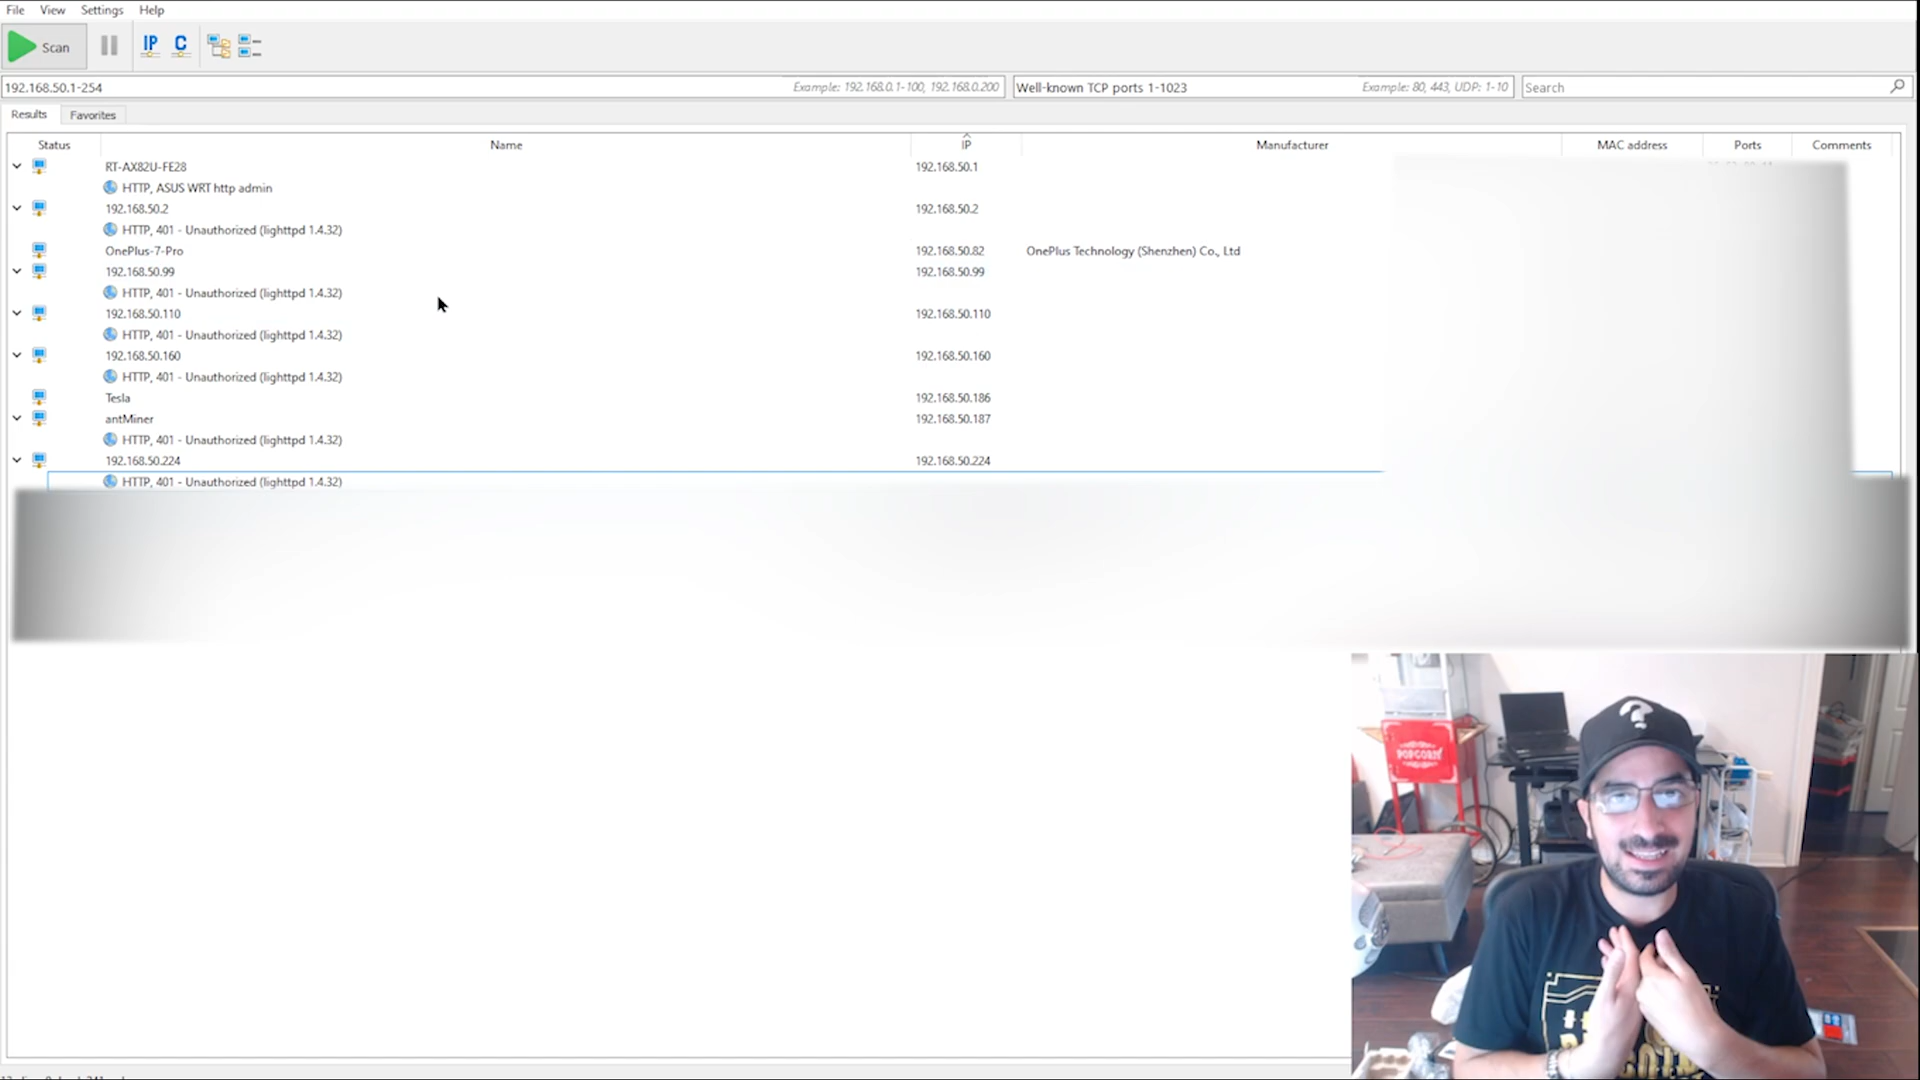 File View Settings Help
Scan IP C
192.168.50.1-254 Example: 192.168.0.1-100, 192.168.0.200 Well-known TCP ports 1-1023 Example: 80, 443, UDP: 1-10 Search
Results Favorites
Status Name IP Manufacturer MAC address Ports Comments
RT-AX82U-FE28 192.168.50.1
HTTP, ASUS WRT http admin
192.168.50.2 192.168.50.2
HTTP, 401 - Unauthorized (lighttpd 1.4.32)
OnePlus-7-Pro 192.168.50.82 OnePlus Technology (Shenzhen) Co., Ltd
192.168.50.99 192.168.50.99
HTTP, 401 - Unauthorized (lighttpd 1.4.32)
192.168.50.110 192.168.50.110
HTTP, 401 - Unauthorized (lighttpd 1.4.32)
192.168.50.160 192.168.50.160
HTTP, 401 - Unauthorized (lighttpd 1.4.32)
Tesla 192.168.50.186
antMiner 192.168.50.187
HTTP, 401 - Unauthorized (lighttpd 1.4.32)
192.168.50.224 192.168.50.224
HTTP, 401 - Unauthorized (lighttpd 1.4.32)
POPCORN